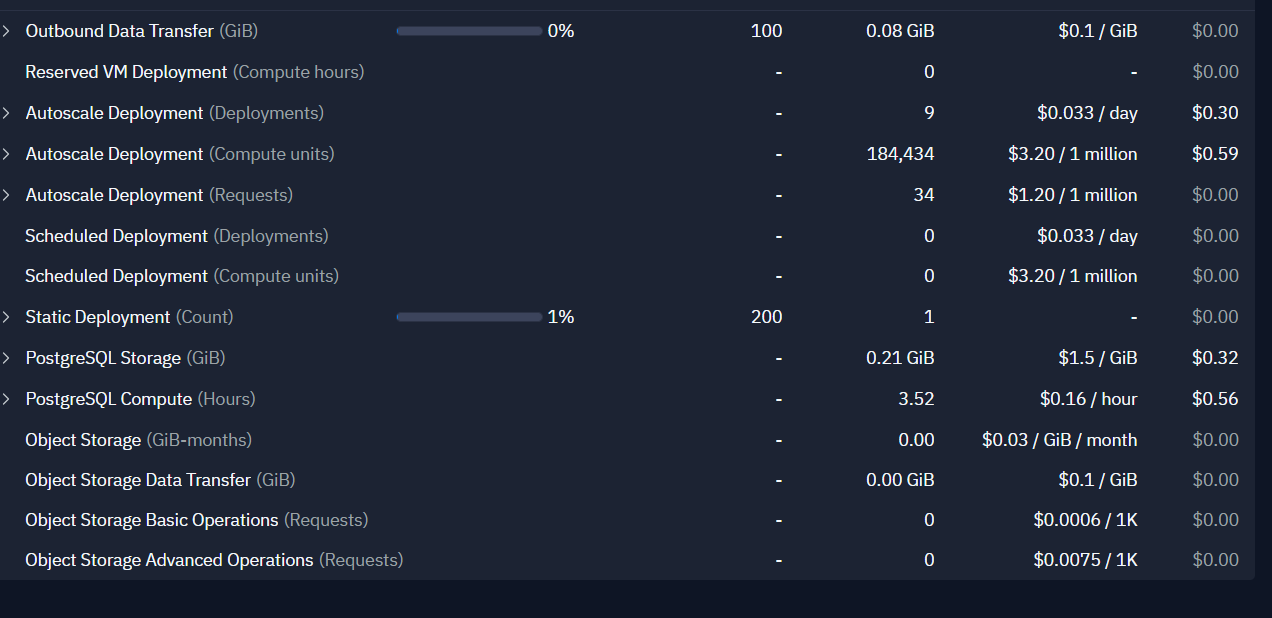 Outbound Data Transfer (GiB) 0% 100 0.08 GiB $0.1 / GiB $0.00
Reserved VM Deployment (Compute hours) - 0 - $0.00
Autoscale Deployment (Deployments) - 9 $0.033 / day $0.30
Autoscale Deployment (Compute units) - 184,434 $3.20 / 1 million $0.59
Autoscale Deployment (Requests) - 34 $1.20 / 1 million $0.00
Scheduled Deployment (Deployments) - 0 $0.033 / day $0.00
Scheduled Deployment (Compute units) - 0 $3.20 / 1 million $0.00
Static Deployment (Count) 1% 200 1 - $0.00
PostgreSQL Storage (GiB) - 0.21 GiB $1.5 / GiB $0.32
PostgreSQL Compute (Hours) - 3.52 $0.16 / hour $0.56
Object Storage (GiB-months) - 0.00 $0.03 / GiB / month $0.00
Object Storage Data Transfer (GiB) - 0.00 GiB $0.1 / GiB $0.00
Object Storage Basic Operations (Requests) - 0 $0.0006 / 1K $0.00
Object Storage Advanced Operations (Requests) - 0 $0.0075 / 1K $0.00